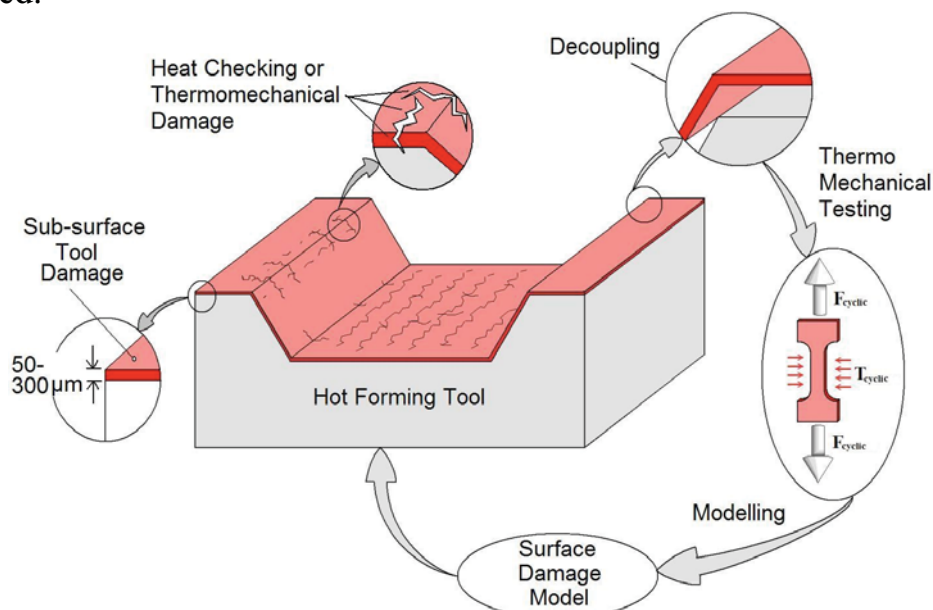 ed.
Heat Checking or
Thermomechanical
Damage
Decoupling
Thermo
Mechanical
Testing
Sub-surface
Tool
Damage
50-
300μm
Hot Forming Tool
Fcyclic
Tcyclic
Fcyclic
Modelling
Surface
Damage
Model